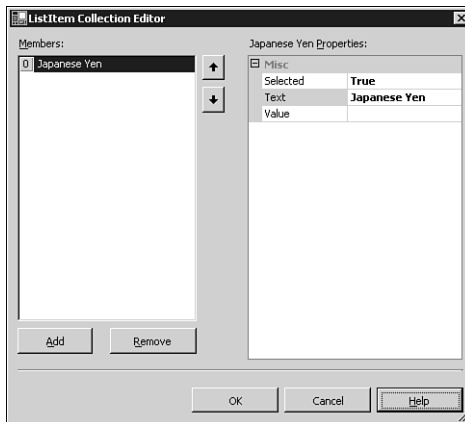 ListItem Collection Editor
Members:
Japanese Yen Properties:
0 Japanese Yen
Misc
Selected True
Text Japanese Yen
Value
Add Remove
OK Cancel Help